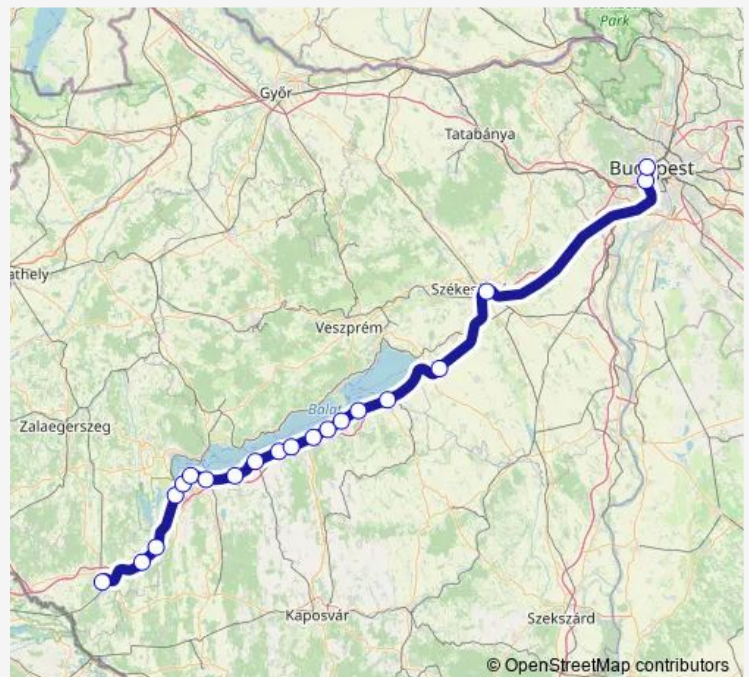 Park
Győr
Tatabánya
Budapest
athely
Székes
Veszprém
Balat
Zalaegerszeg
Kaposvár
Szekszárd
© OpenStreetMap contributors